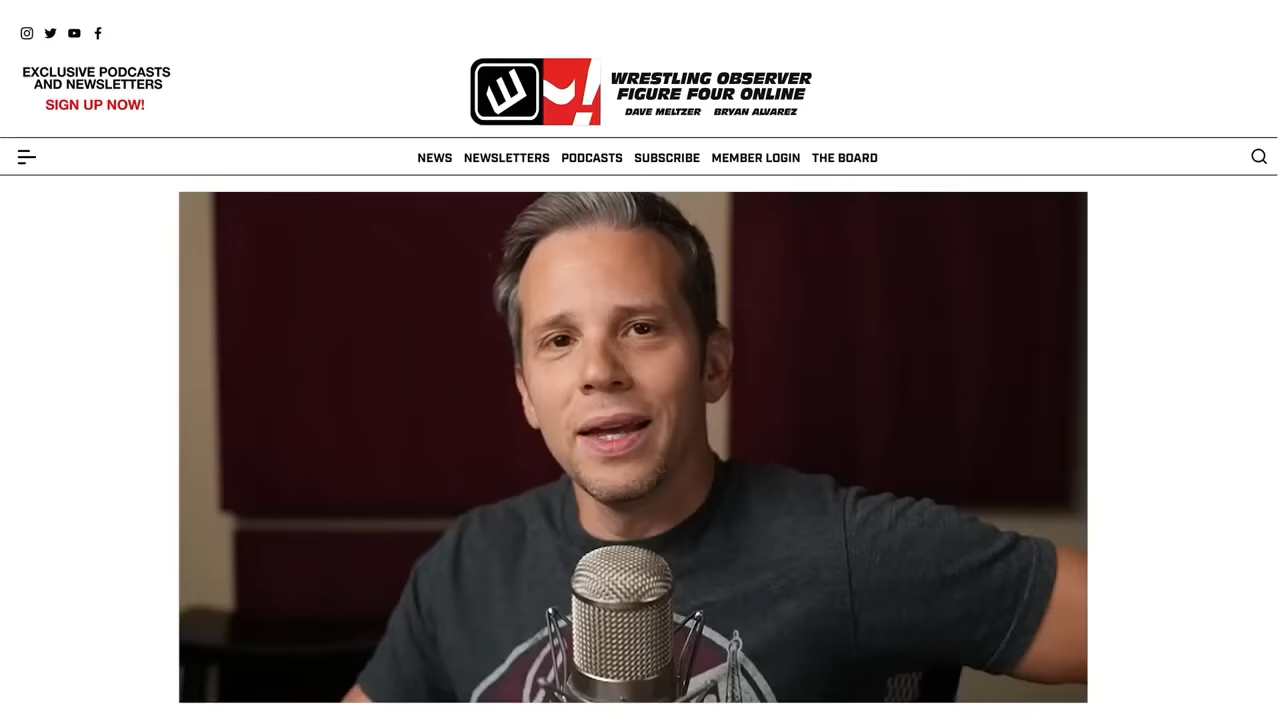 EXCLUSIVE PODCASTS
AND NEWSLETTERS
SIGN UP NOW!
WRESTLING OBSERVER
FIGURE FOUR ONLINE
DAVE MELTZER BRYAN ALVAREZ
NEWS NEWSLETTERS PODCASTS SUBSCRIBE MEMBER LOGIN THE BOARD